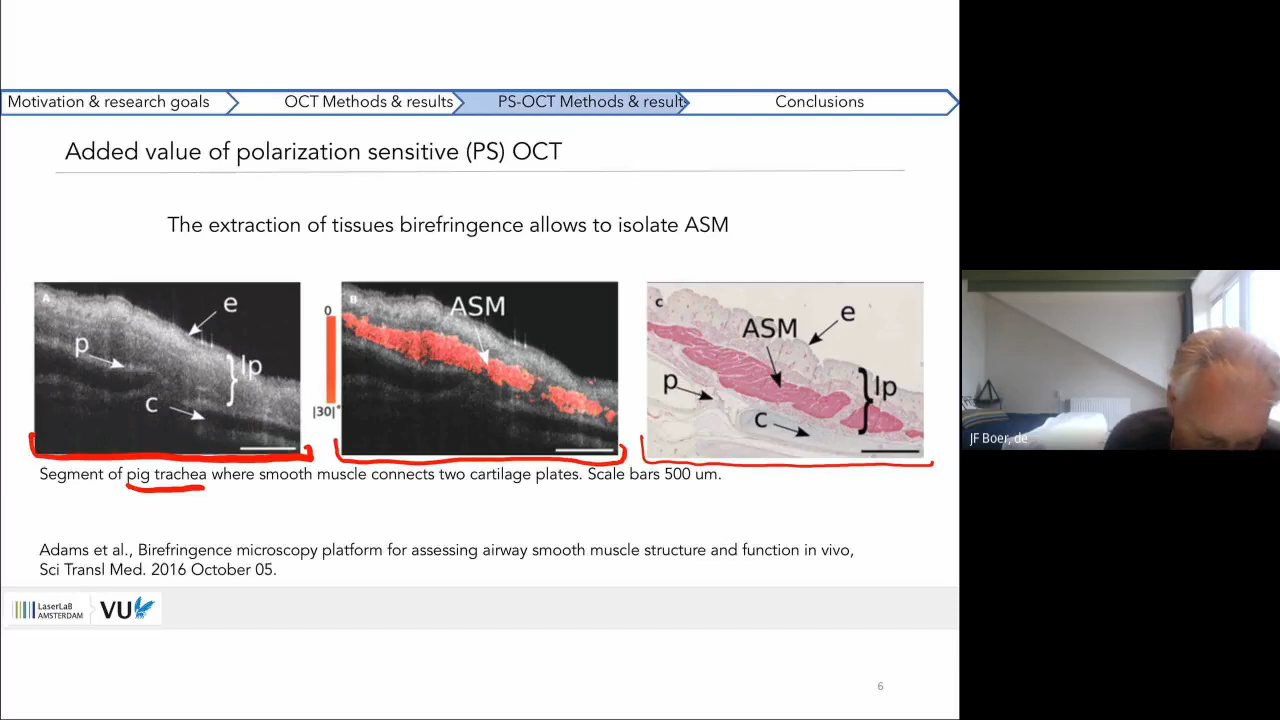 Motivation & research goals
OCT Methods & results
PS-OCT Methods & results
Conclusions
Added value of polarization sensitive (PS) OCT
The extraction of tissues birefringence allows to isolate ASM
A
e
p
lp
c
0
|30|°
B
ASM
C
ASM
e
p
lp
c
Segment of pig trachea where smooth muscle connects two cartilage plates. Scale bars 500 um.
Adams et al., Birefringence microscopy platform for assessing airway smooth muscle structure and function in vivo,
Sci Transl Med. 2016 October 05.
LASERLAB
AMSTERDAM
VU
6
JF Boer, de